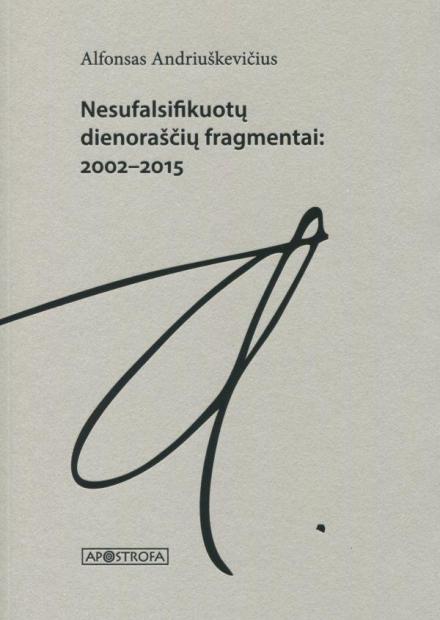 Alfonsas Andriuškevičius
Nesufalsifikuotų
dienoraščių fragmentai:
2002–2015
APOSTROFA